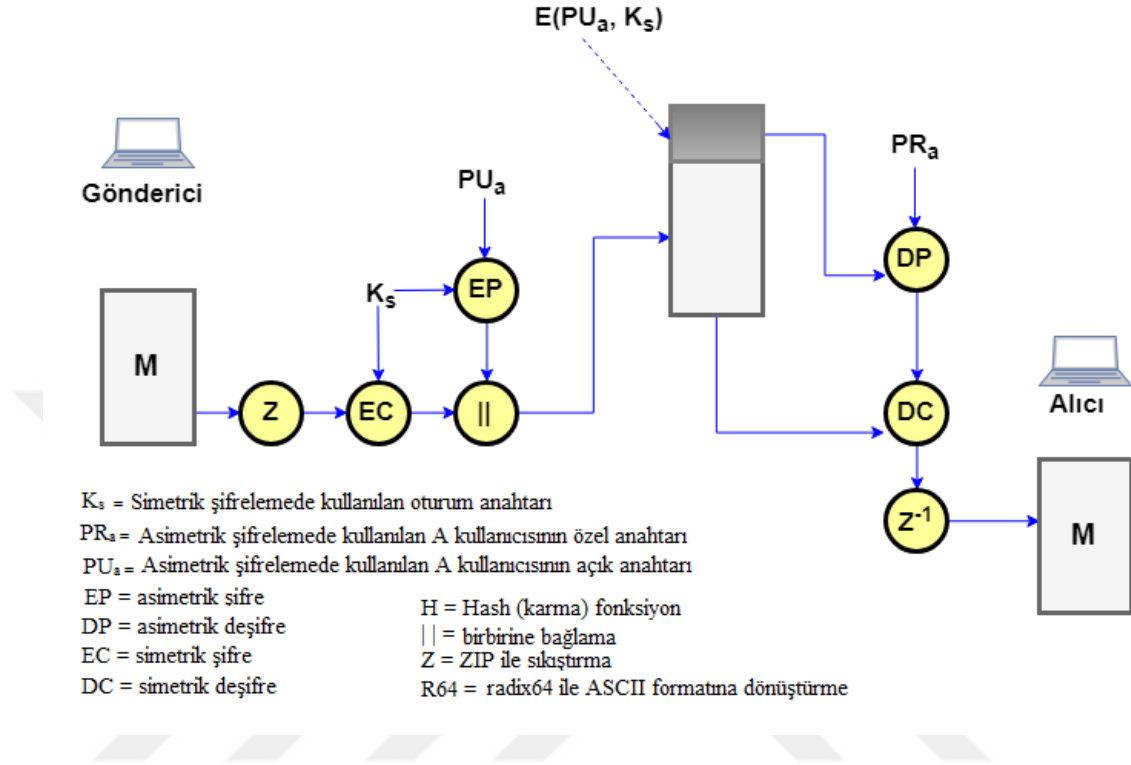 E(PUa, Ks)
Gönderici
PUa
PRa
Ks
EP
DP
M
Z
EC
||
DC
Alıcı
Z-1
M
Ks = Simetrik şifrelemede kullanılan oturum anahtarı
PRa = Asimetrik şifrelemede kullanılan A kullanıcısının özel anahtarı
PUa = Asimetrik şifrelemede kullanılan A kullanıcısının açık anahtarı
EP = asimetrik şifre
DP = asimetrik deşifre
EC = simetrik şifre
DC = simetrik deşifre
H = Hash (karma) fonksiyon
|| = birbirine bağlama
Z = ZIP ile sıkıştırma
R64 = radix64 ile ASCII formatına dönüştürme